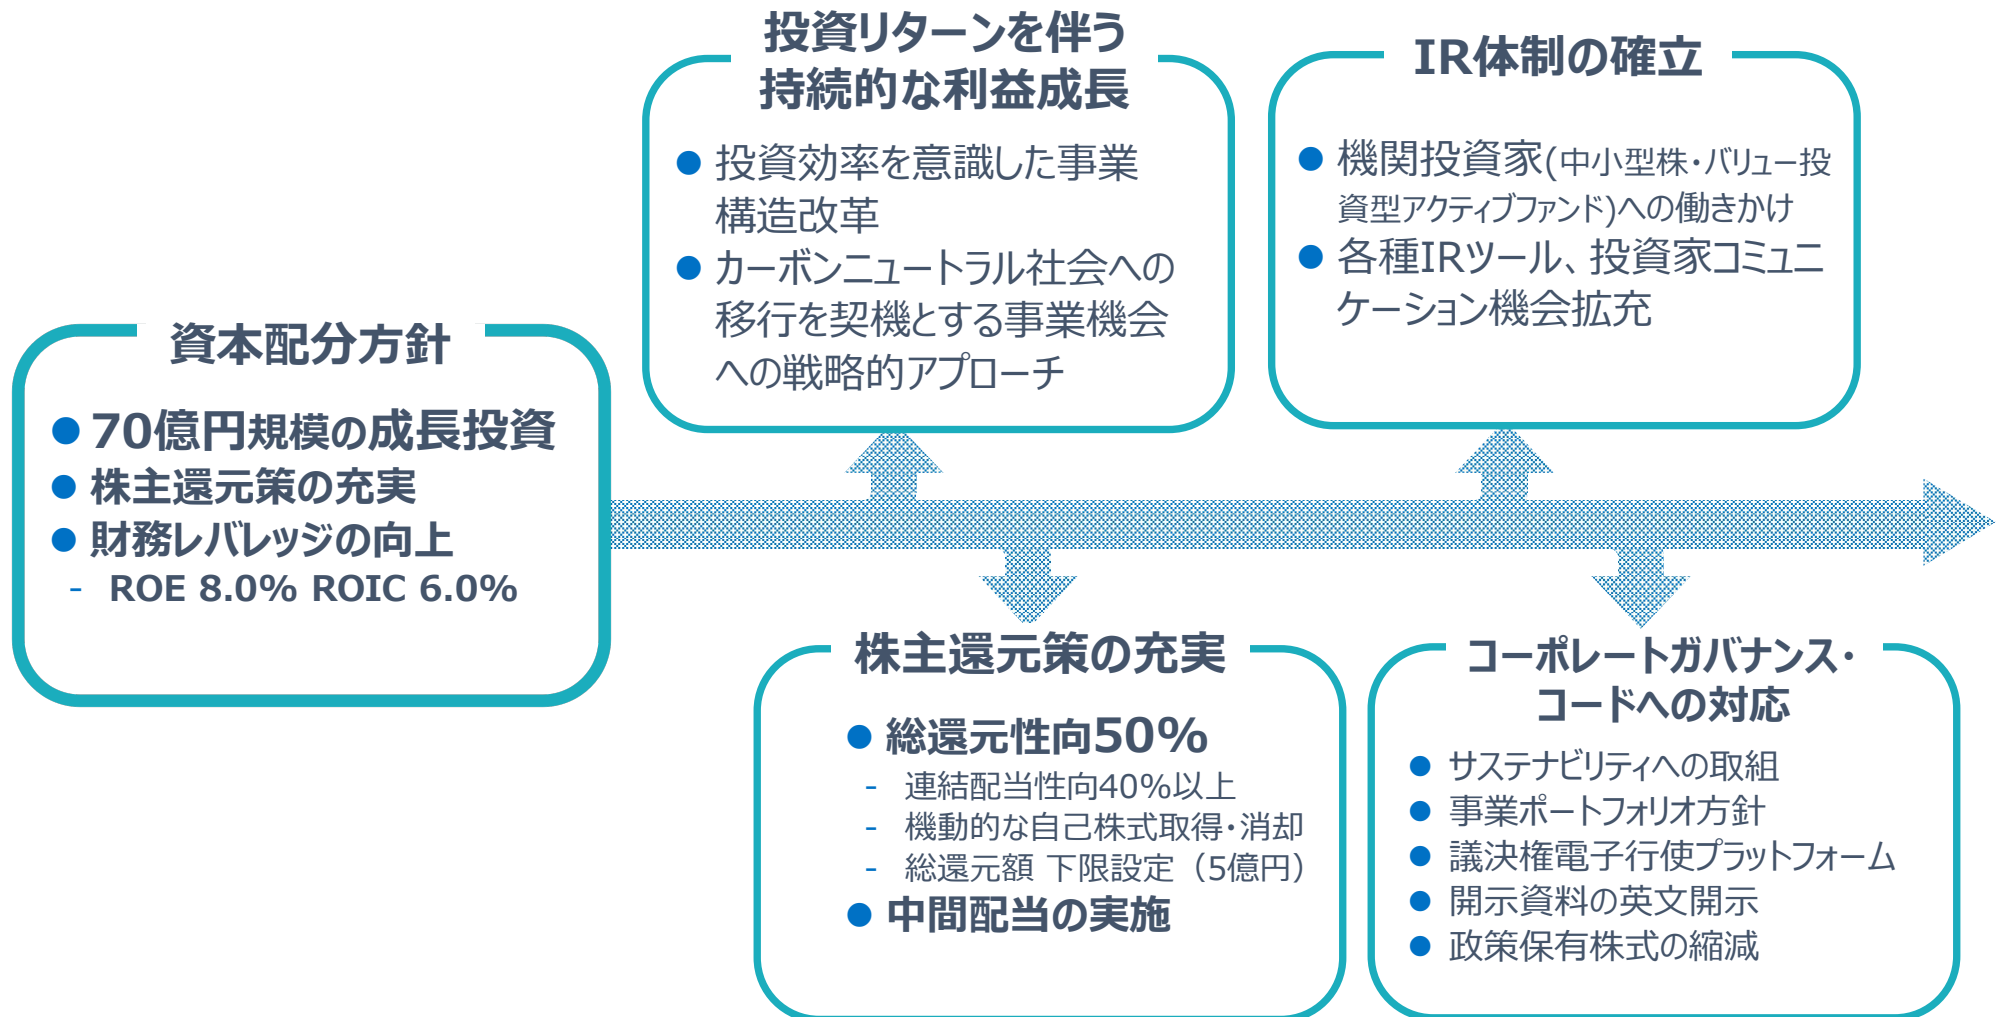 資本配分方針
● 70億円規模の成長投資
● 株主還元策の充実
● 財務レバレッジの向上
- ROE 8.0% ROIC 6.0%
投資リターンを伴う
持続的な利益成長
● 投資効率を意識した事業
構造改革
● カーボンニュートラル社会への
移行を契機とする事業機会
への戦略的アプローチ
IR体制の確立
● 機関投資家(中小型株・バリュー投
資型アクティブファンド)への働きかけ
● 各種IRツール、投資家コミュニ
ケーション機会拡充
株主還元策の充実
● 総還元性向50%
- 連結配当性向40%以上
- 機動的な自己株式取得・消却
- 総還元額 下限設定（5億円）
● 中間配当の実施
コーポレートガバナンス・
コードへの対応
● サステナビリティへの取組
● 事業ポートフォリオ方針
● 議決権電子行使プラットフォーム
● 開示資料の英文開示
● 政策保有株式の縮減